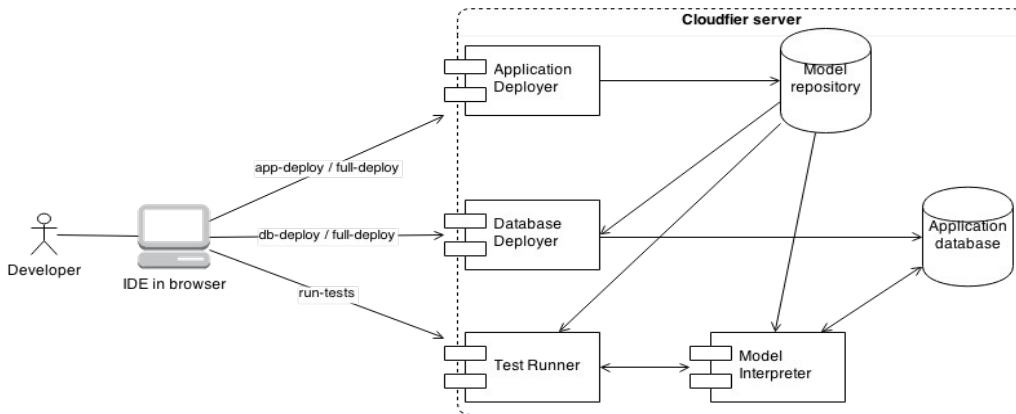 Cloudfier server
Application
Deployer
Model
repository
app-deploy / full-deploy
Database
Deployer
Application
database
db-deploy / full-deploy
Developer
IDE in browser
run-tests
Test Runner
Model
Interpreter